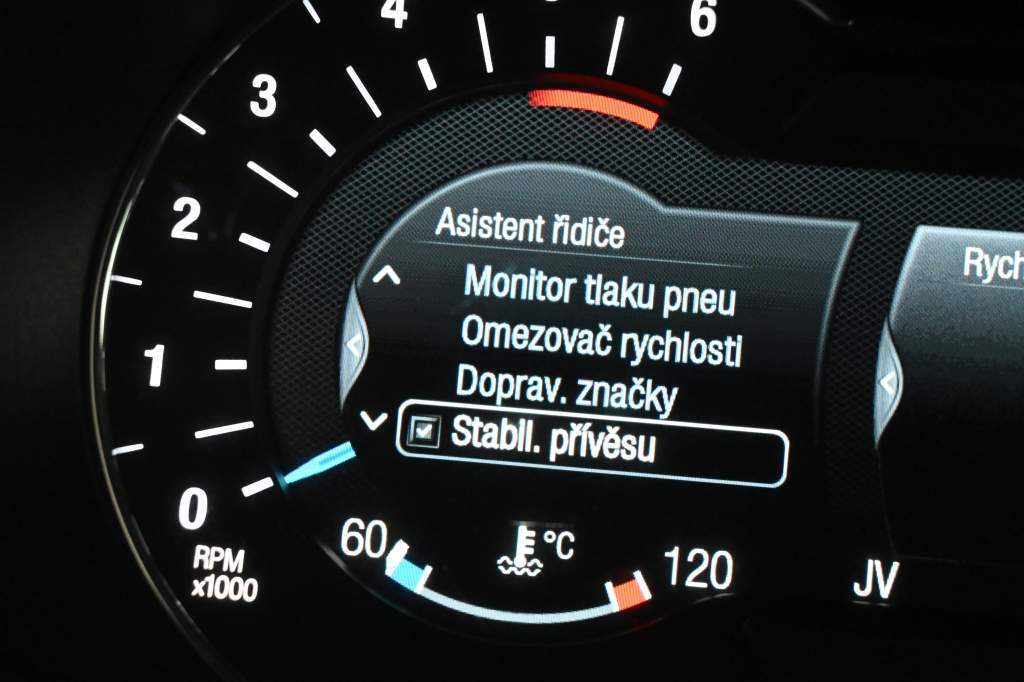 4
6
3
2
1
0
RPM
x1000
Asistent řidiče
Monitor tlaku pneu
Omezovač rychlosti
Doprav. značky
Stabil. přívěsu
60
°C
120
Rych
JV